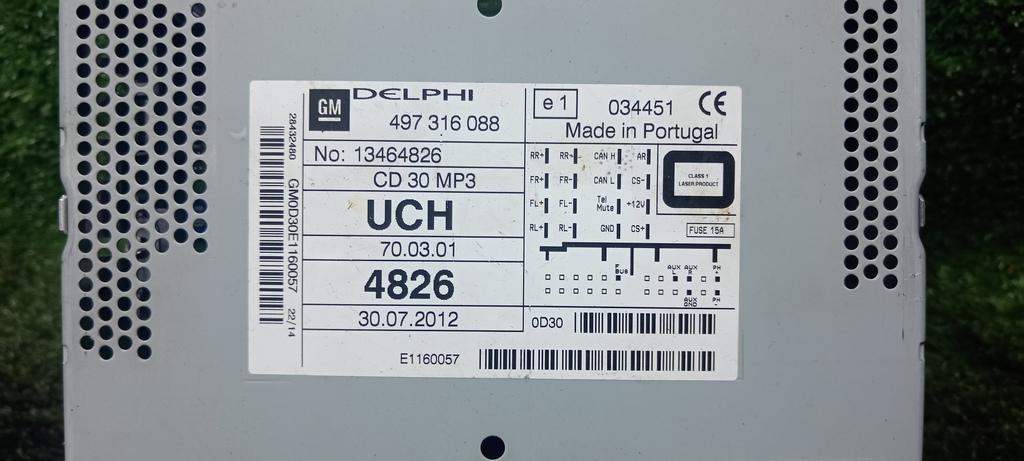 GM
DELPHI
497 316 088
No: 13464826
CD 30 MP3
UCH
70.03.01
4826
30.07.2012
E1160057
28432480
GM0D30E1160057 22/14
e1 034451 CE
Made in Portugal
RR+ RR- CAN H AR
FR+ FR- CAN L CS-
FL+ FL- Tel Mute +12V
RL+ RL- GND CS+
CLASS 1
LASER PRODUCT
FUSE 15A
F BUS
AUX L
AUX R
PH +
AUX GND
PH -
0D30